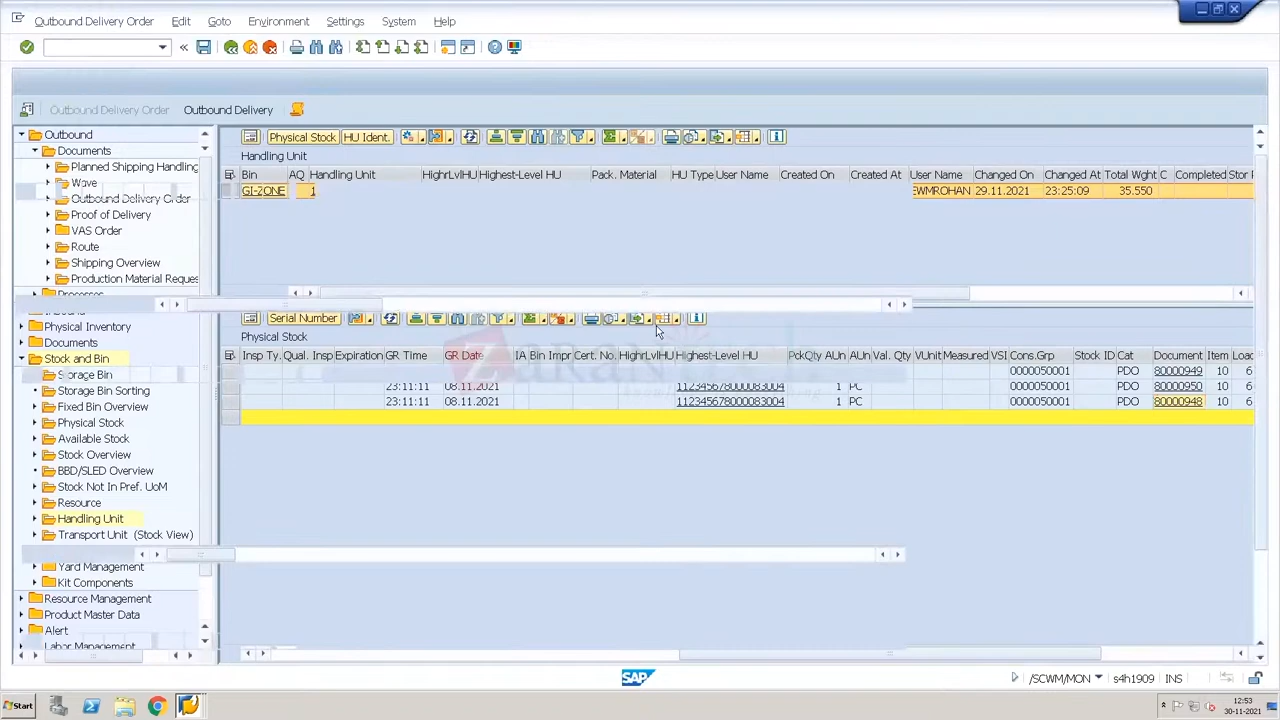 Outbound Delivery Order Edit Goto Environment Settings System Help
Outbound Delivery Order Outbound Delivery
Outbound
Documents
Planned Shipping Handling
Wave
Outbound Delivery Order
Proof of Delivery
VAS Order
Route
Shipping Overview
Production Material Reques
Processes
Inbound
Physical Inventory
Documents
Stock and Bin
Storage Bin
Storage Bin Sorting
Fixed Bin Overview
Physical Stock
Available Stock
Stock Overview
BBD/SLED Overview
Stock Not In Pref. UoM
Resource
Handling Unit
Transport Unit (Stock View)
Yard Management
Kit Components
Resource Management
Product Master Data
Alert
Labor Management
Physical Stock HU Ident.
Handling Unit
Bin AQ Handling Unit HighrLvlHU Highest-Level HU Pack. Material HU Type User Name Created On Created At User Name Changed On Changed At Total Wght C Completed Stor
GI-ZONE 1 EWMROHAN 29.11.2021 23:25:09 35.550
Serial Number
Physical Stock
Insp Ty. Qual. Insp Expiration GR Time GR Date IA Bin Impr Cert. No. HighrLvlHU Highest-Level HU PckQty AUn AUn Val. Qty VUnit Measured VSI Cons.Grp Stock ID Cat Document Item Loac
0000050001 PDO 80000949 10 6
23:11:11 08.11.2021 112345678000083004 1 PC 0000050001 PDO 80000950 10 6
23:11:11 08.11.2021 112345678000083004 1 PC 0000050001 PDO 80000948 10 6
SAP
/SCWM/MON s4h1909 INS
Start
12:53
30-11-2021